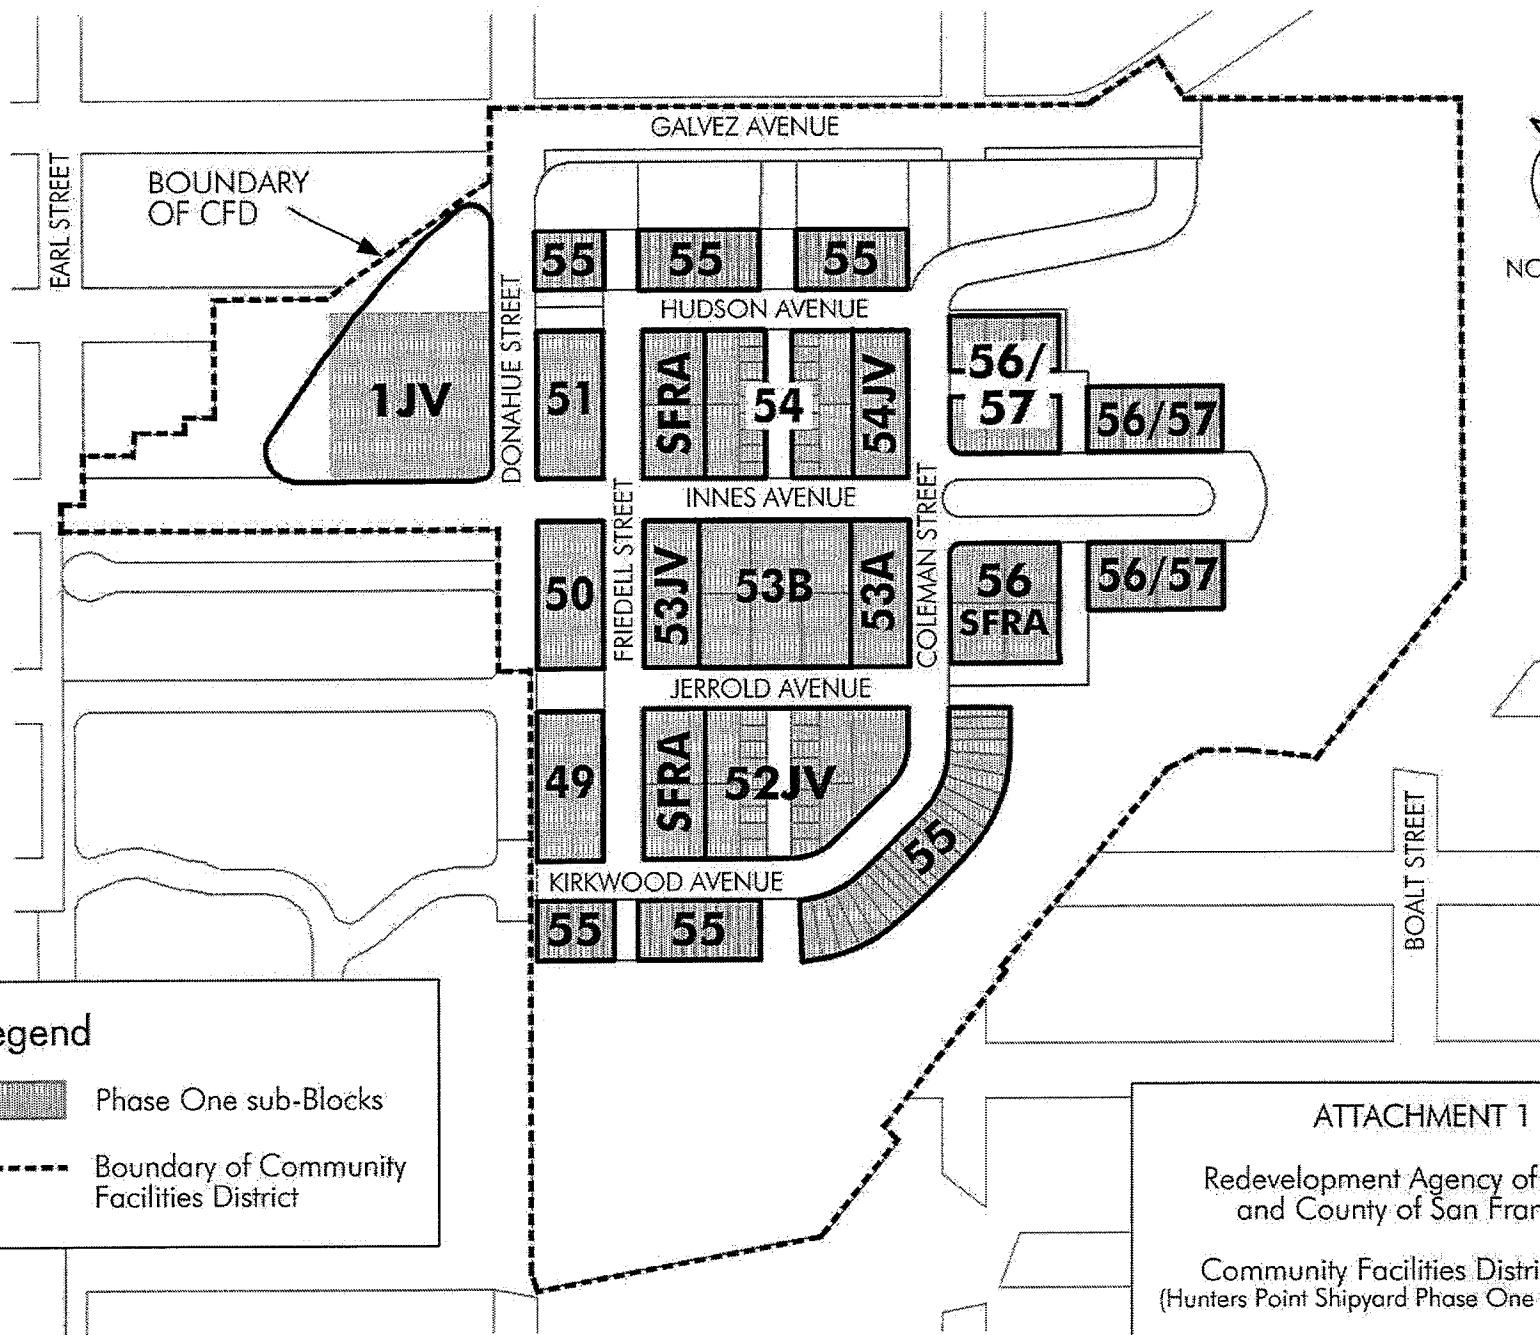 GALVEZ AVENUE
EARL STREET
BOUNDARY
OF CFD
55
55
55
DONAHUE STREET
HUDSON AVENUE
1JV
51
SFRA
54
54JV
56/
57
56/57
INNES AVENUE
FRIEDELL STREET
COLEMAN STREET
50
53JV
53B
53A
56
SFRA
56/57
JERROLD AVENUE
49
SFRA
52JV
55
BOALT STREET
KIRKWOOD AVENUE
55
55
egend
Phase One sub-Blocks
Boundary of Community
Facilities District
ATTACHMENT 1
Redevelopment Agency of
and County of San Fran
Community Facilities Distri
(Hunters Point Shipyard Phase One